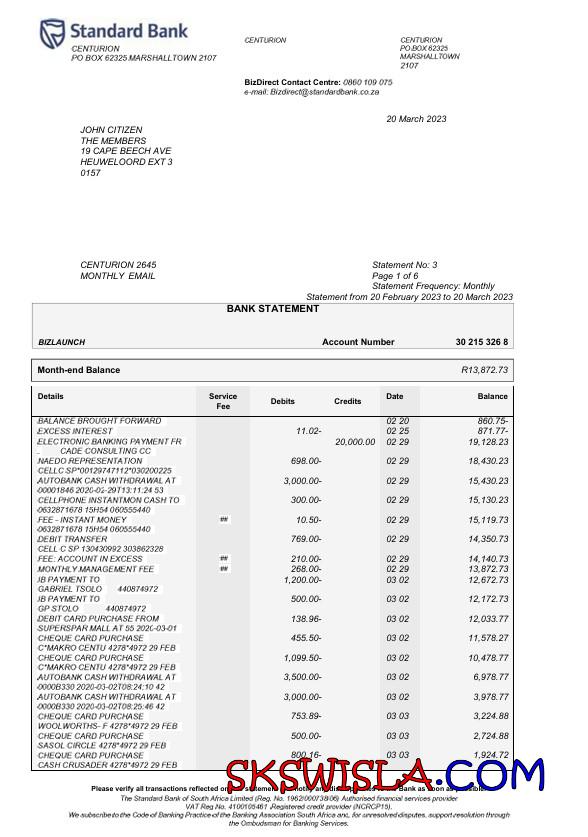 Standard Bank
CENTURION
PO BOX 62325 MARSHALLTOWN 2107
CENTURION
CENTURION
PO BOX 62325
MARSHALLTOWN
2107
BizDirect Contact Centre: 0860 109 075
e-mail: Bizdirect@standardbank.co.za
20 March 2023
JOHN CITIZEN
THE MEMBERS
19 CAPE BEECH AVE
HEUWELOORD EXT 3
0157
CENTURION 2645
MONTHLY EMAIL
Statement No: 3
Page 1 of 6
Statement Frequency: Monthly
Statement from 20 February 2023 to 20 March 2023
BANK STATEMENT
BIZLAUNCH Account Number 30 215 326 8
Month-end Balance R13,872.73
Details Service Fee Debits Credits Date Balance
BALANCE BROUGHT FORWARD 02 20 860.75-
EXCESS INTEREST 11.02- 02 25 871.77-
ELECTRONIC BANKING PAYMENT FR 20,000.00 02 29 19,128.23
CADE CONSULTING CC
NAEDO REPRESENTATION 698.00- 02 29 18,430.23
CELLC SP*00129747112*030200225
AUTOBANK CASH WITHDRAWAL AT 3,000.00- 02 29 15,430.23
00001846 2020-02-29T13:11:24 53
CELLPHONE INSTANTMON CASH TO 300.00- 02 29 15,130.23
0632871678 15H54 060555440
FEE - INSTANT MONEY ## 10.50- 02 29 15,119.73
0632871678 15H54 060555440
DEBIT TRANSFER 769.00- 02 29 14,350.73
CELL C SP 130430992 303862328
FEE: ACCOUNT IN EXCESS ## 210.00- 02 29 14,140.73
MONTHLY MANAGEMENT FEE ## 268.00- 02 29 13,872.73
IB PAYMENT TO 1,200.00- 03 02 12,672.73
GABRIEL TSOLO 440874972
IB PAYMENT TO 500.00- 03 02 12,172.73
GP STOLO 440874972
DEBIT CARD PURCHASE FROM 138.96- 03 02 12,033.77
SUPERSPAR MALL AT 55 2020-03-01
CHEQUE CARD PURCHASE 455.50- 03 02 11,578.27
C*MAKRO CENTU 4278*4972 29 FEB
CHEQUE CARD PURCHASE 1,099.50- 03 02 10,478.77
C*MAKRO CENTU 4278*4972 29 FEB
AUTOBANK CASH WITHDRAWAL AT 3,500.00- 03 02 6,978.77
0000B330 2020-03-02T08:24:10 42
AUTOBANK CASH WITHDRAWAL AT 3,000.00- 03 02 3,978.77
0000B330 2020-03-02T08:25:46 42
CHEQUE CARD PURCHASE 753.89- 03 03 3,224.88
WOOLWORTHS- F 4278*4972 29 FEB
CHEQUE CARD PURCHASE 500.00- 03 03 2,724.88
SASOL CIRCLE 4278*4972 29 FEB
CHEQUE CARD PURCHASE 800.16- 03 03 1,924.72
CASH CRUSADER 4278*4972 29 FEB
SKSWISLA.COM
Please verify all transactions reflected on statement Bank as soon as possible.
The Standard Bank of South Africa Limited (Reg. No. 1962/000738/06) Authorised financial services provider
VAT Reg No. 4100105461 Registered credit provider (NCRCP15).
We subscribe to the Code of Banking Practice of the Banking Association South Africa and, for unresolved disputes, support resolution through
the Ombudsman for Banking Services.